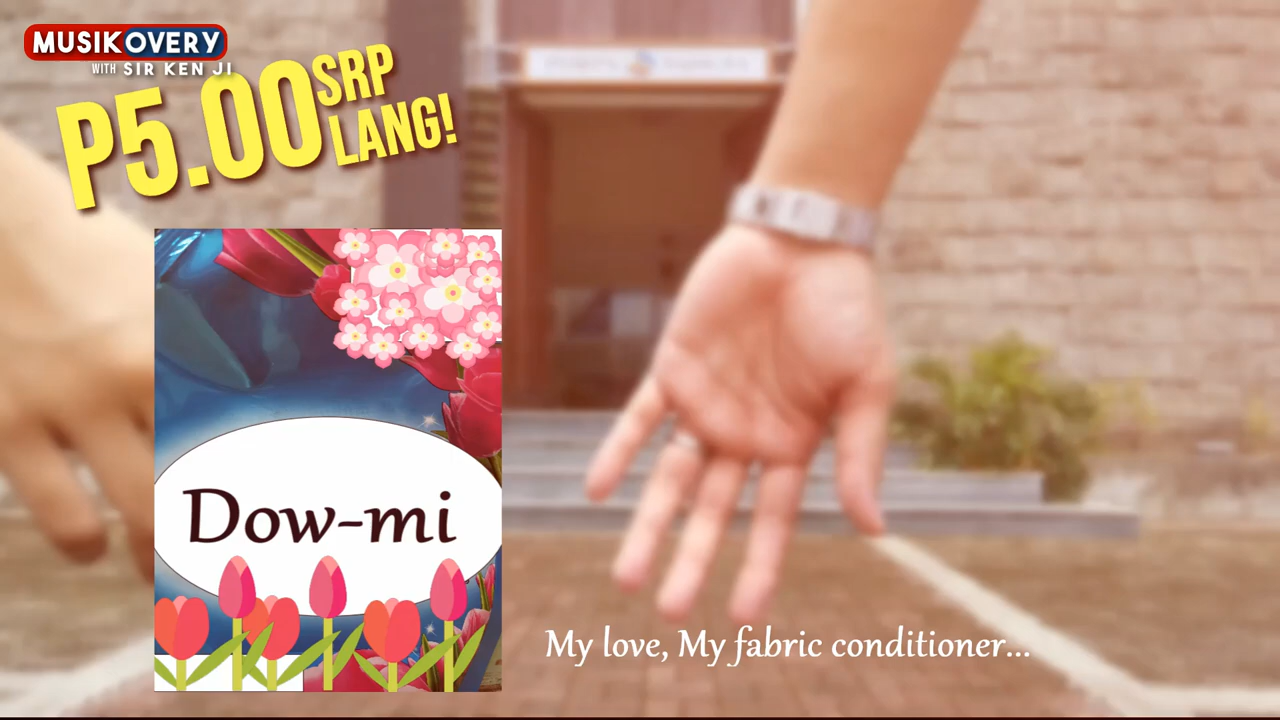 MUSIKOVERY
WITH SIR KEN JI
P5.00 SRP
LANG!
Dow-mi
My love, My fabric conditioner...